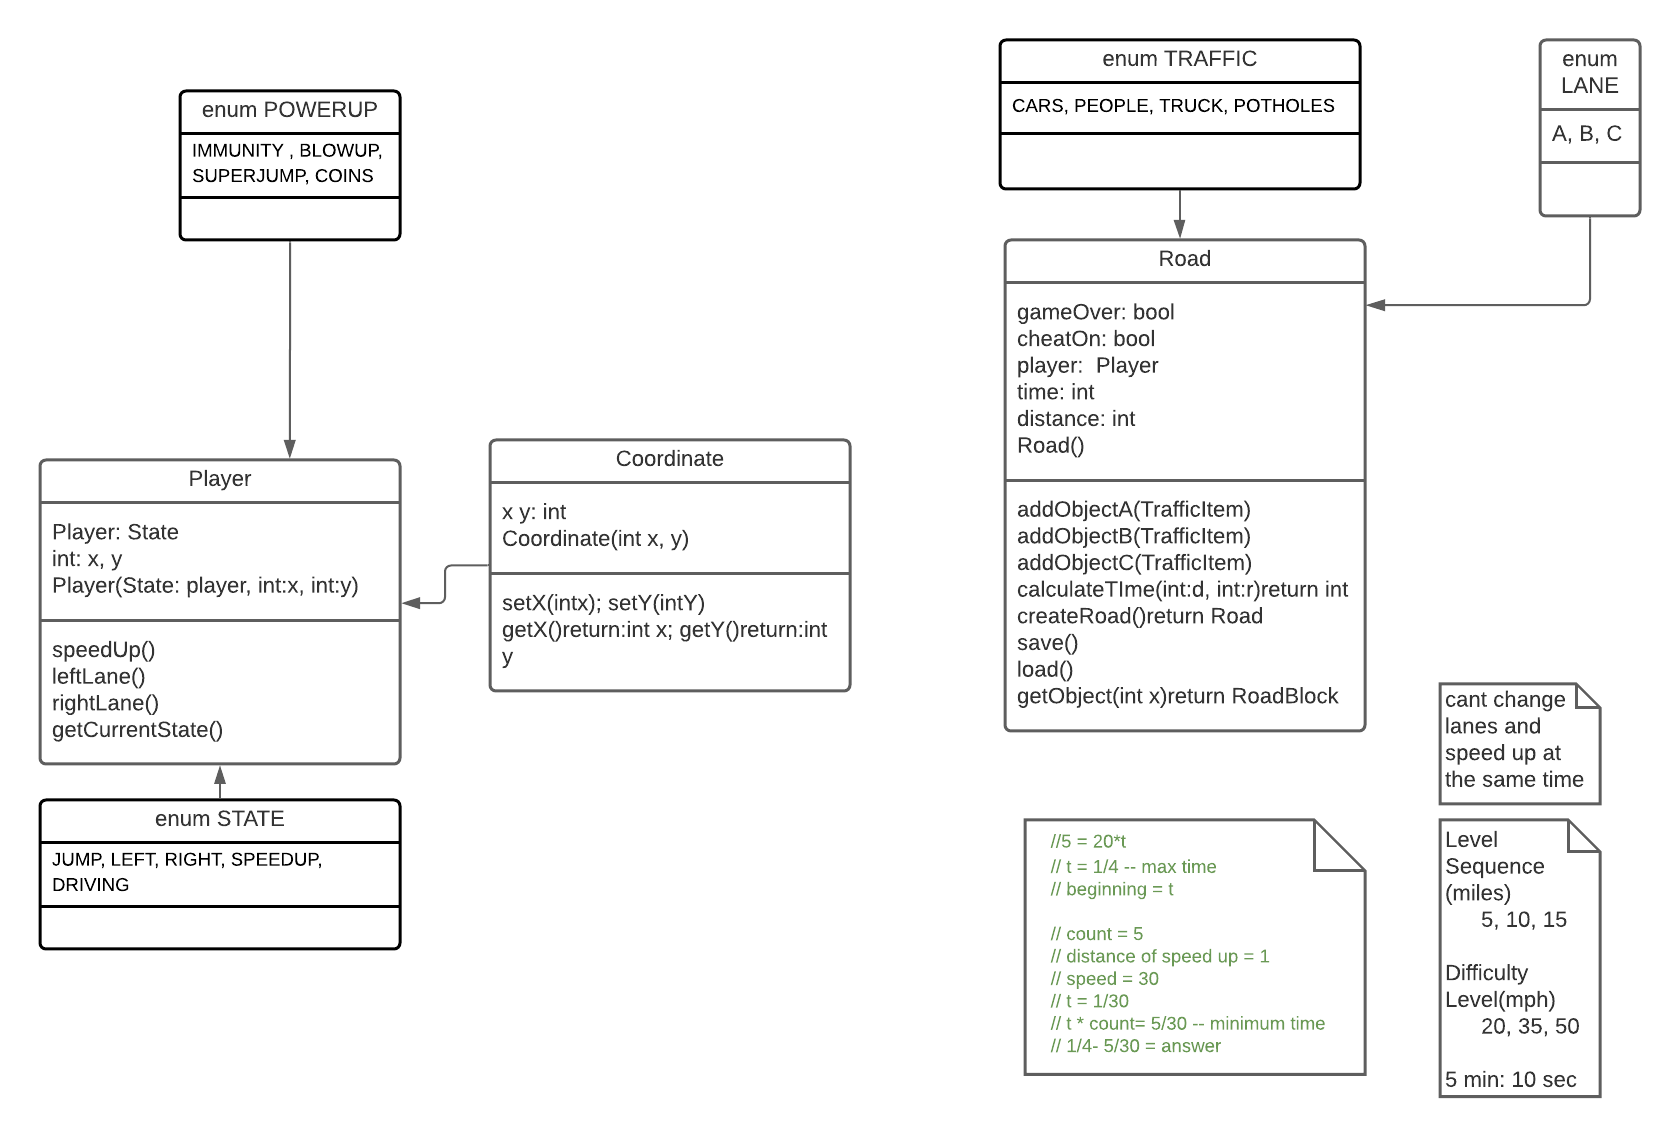 enum POWERUP
IMMUNITY , BLOWUP,
SUPERJUMP, COINS
enum TRAFFIC
CARS, PEOPLE, TRUCK, POTHOLES
enum
LANE
A, B, C
Player
Player: State
int: x, y
Player(State: player, int:x, int:y)
speedUp()
leftLane()
rightLane()
getCurrentState()
Coordinate
x y: int
Coordinate(int x, y)
setX(intx); setY(intY)
getX()return:int x; getY()return:int
y
Road
gameOver: bool
cheatOn: bool
player:  Player
time: int
distance: int
Road()
addObjectA(TrafficItem)
addObjectB(TrafficItem)
addObjectC(TrafficItem)
calculateTIme(int:d, int:r)return int
createRoad()return Road
save()
load()
getObject(int x)return RoadBlock
enum STATE
JUMP, LEFT, RIGHT, SPEEDUP,
DRIVING
//5 = 20*t
// t = 1/4 -- max time
// beginning = t
// count = 5
// distance of speed up = 1
// speed = 30
// t = 1/30
// t * count= 5/30 -- minimum time
// 1/4- 5/30 = answer
cant change
lanes and
speed up at
the same time
Level
Sequence
(miles)
5, 10, 15
Difficulty
Level(mph)
20, 35, 50
5 min: 10 sec